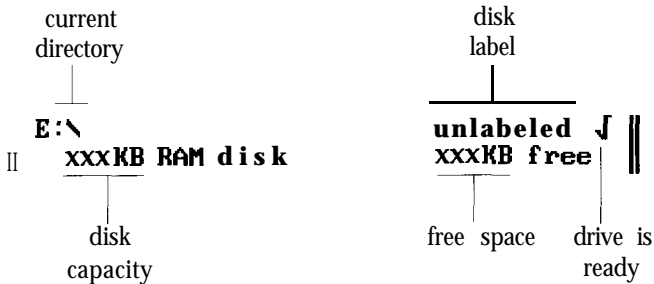 current
directory
disk
label
E:\
unlabeled √
xxxKB RAM disk
xxxKB free
disk
capacity
free space
drive is
ready